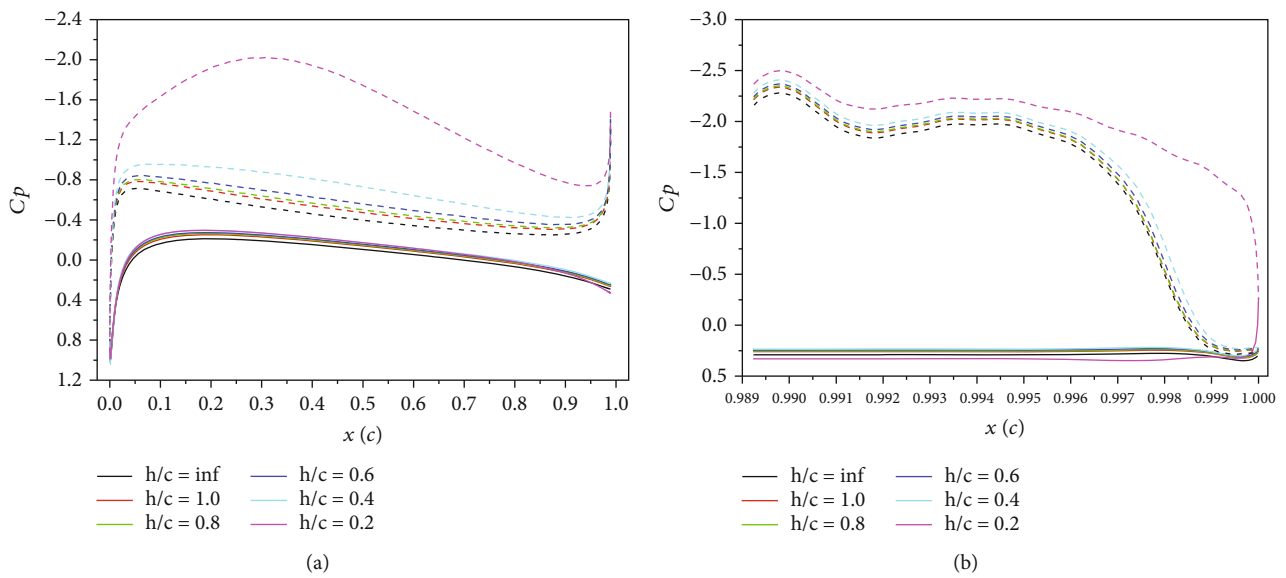 −2.4
−2.0
−1.6
−1.2
−0.8
−0.4
0.0
0.4
0.8
1.2
Cp
0.0 0.1 0.2 0.3 0.4 0.5 0.6 0.7 0.8 0.9 1.0
x (c)
h/c = inf h/c = 0.6
h/c = 1.0 h/c = 0.4
h/c = 0.8 h/c = 0.2
(a)
−3.0
−2.5
−2.0
−1.5
−1.0
−0.5
0.0
0.5
Cp
0.989 0.990 0.991 0.992 0.993 0.994 0.995 0.996 0.997 0.998 0.999 1.000
x (c)
h/c = inf h/c = 0.6
h/c = 1.0 h/c = 0.4
h/c = 0.8 h/c = 0.2
(b)